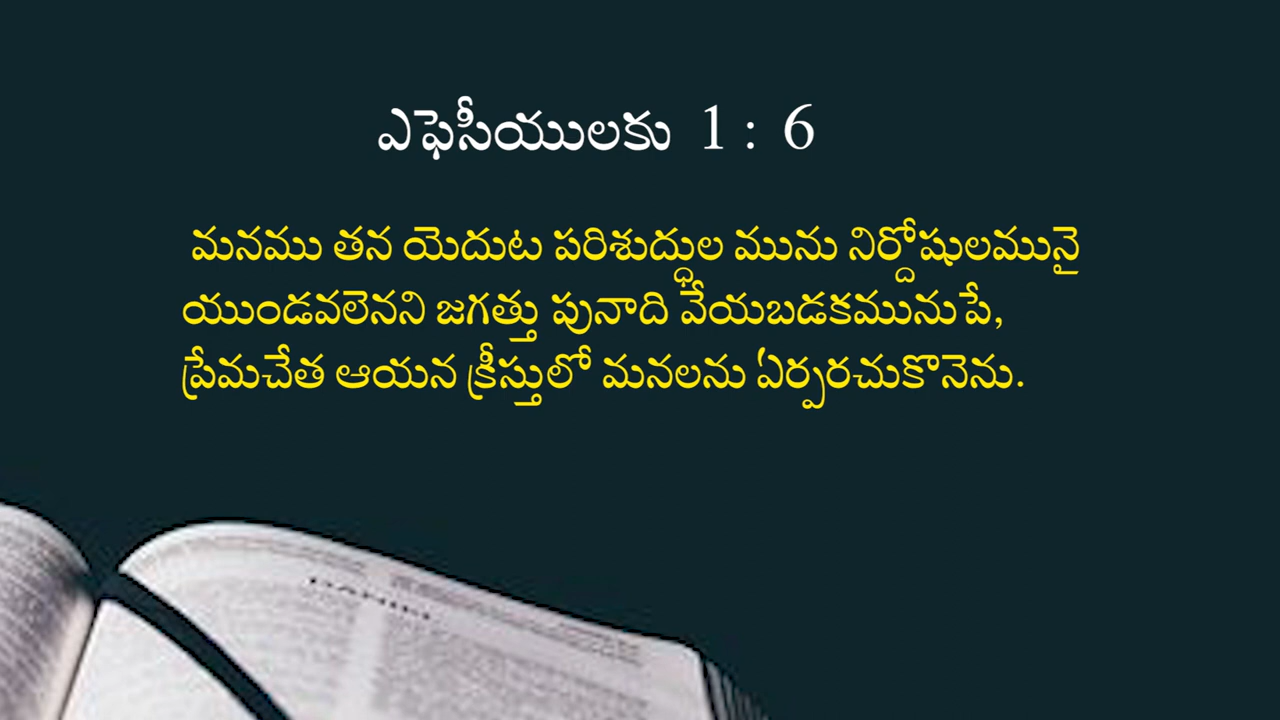 ఎఫెసీయులకు 1 : 6
మనము తన యెదుట పరిశుద్ధుల మును నిర్దోషులమునై
యుండవలెనని జగత్తు పునాది వేయబడకమునుపే,
ప్రేమచేత ఆయన క్రీస్తులో మనలను ఏర్పరచుకొనెను.